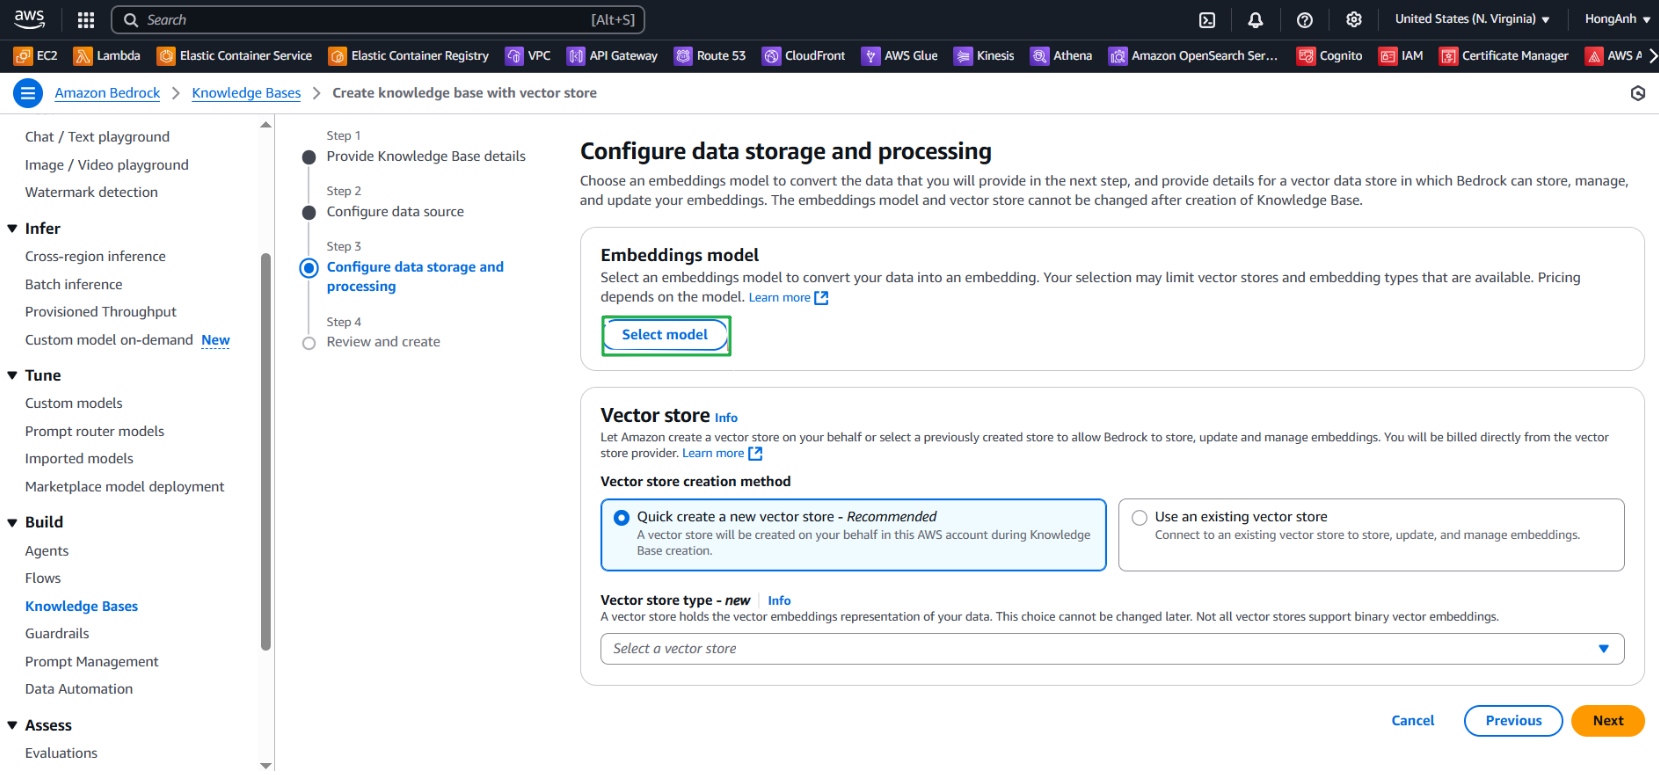 aws
Search [Alt+S]
United States (N. Virginia)
HongAnh
EC2 Lambda Elastic Container Service Elastic Container Registry VPC API Gateway Route 53 CloudFront AWS Glue Kinesis Athena Amazon OpenSearch Ser... Cognito IAM Certificate Manager AWS A
Amazon Bedrock
Knowledge Bases
Create knowledge base with vector store
Chat / Text playground
Image / Video playground
Watermark detection
Infer
Cross-region inference
Batch inference
Provisioned Throughput
Custom model on-demand New
Tune
Custom models
Prompt router models
Imported models
Marketplace model deployment
Build
Agents
Flows
Knowledge Bases
Guardrails
Prompt Management
Data Automation
Assess
Evaluations
Step 1
Provide Knowledge Base details
Step 2
Configure data source
Step 3
Configure data storage and
processing
Step 4
Review and create
Configure data storage and processing
Choose an embeddings model to convert the data that you will provide in the next step, and provide details for a vector data store in which Bedrock can store, manage,
and update your embeddings. The embeddings model and vector store cannot be changed after creation of Knowledge Base.
Embeddings model
Select an embeddings model to convert your data into an embedding. Your selection may limit vector stores and embedding types that are available. Pricing
depends on the model. Learn more
Select model
Vector store Info
Let Amazon create a vector store on your behalf or select a previously created store to allow Bedrock to store, update and manage embeddings. You will be billed directly from the vector
store provider. Learn more
Vector store creation method
Quick create a new vector store - Recommended
A vector store will be created on your behalf in this AWS account during Knowledge
Base creation.
Use an existing vector store
Connect to an existing vector store to store, update, and manage embeddings.
Vector store type - new Info
A vector store holds the vector embeddings representation of your data. This choice cannot be changed later. Not all vector stores support binary vector embeddings.
Select a vector store
Cancel
Previous
Next